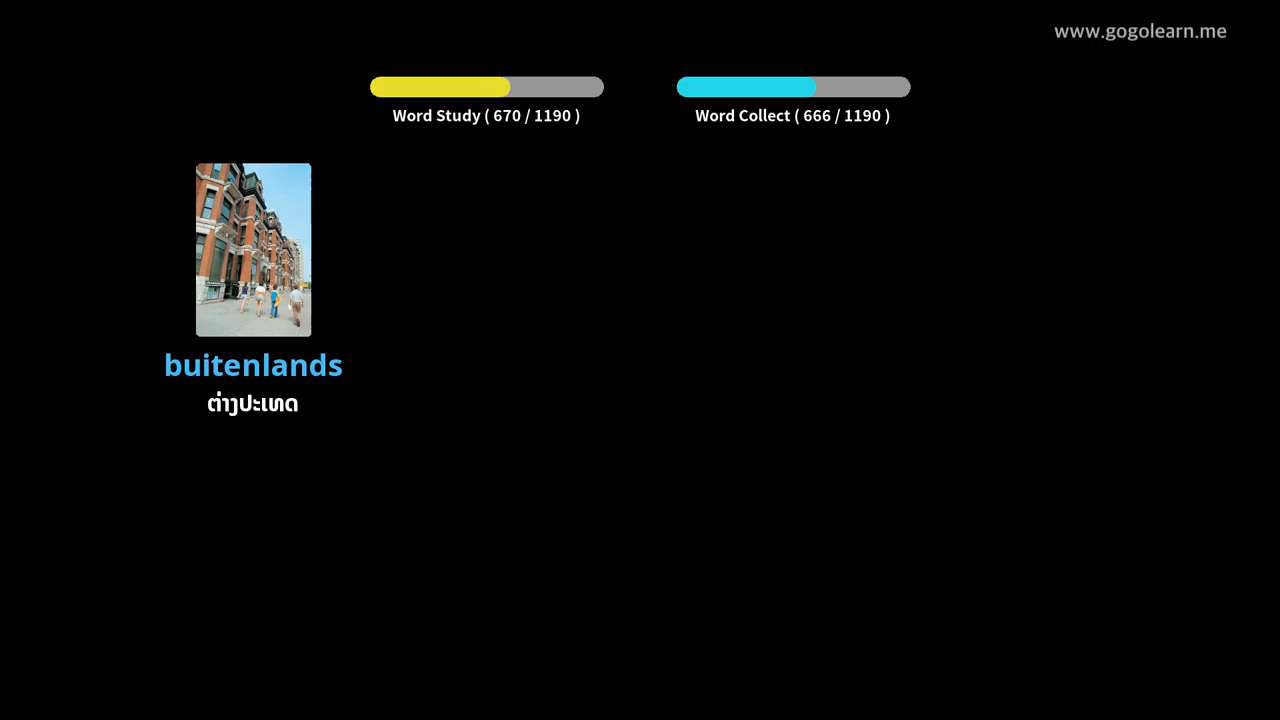 www.gogolearn.me
Word Study ( 670 / 1190 )
Word Collect ( 666 / 1190 )
buitenlands
ຕ່າງປະເທດ